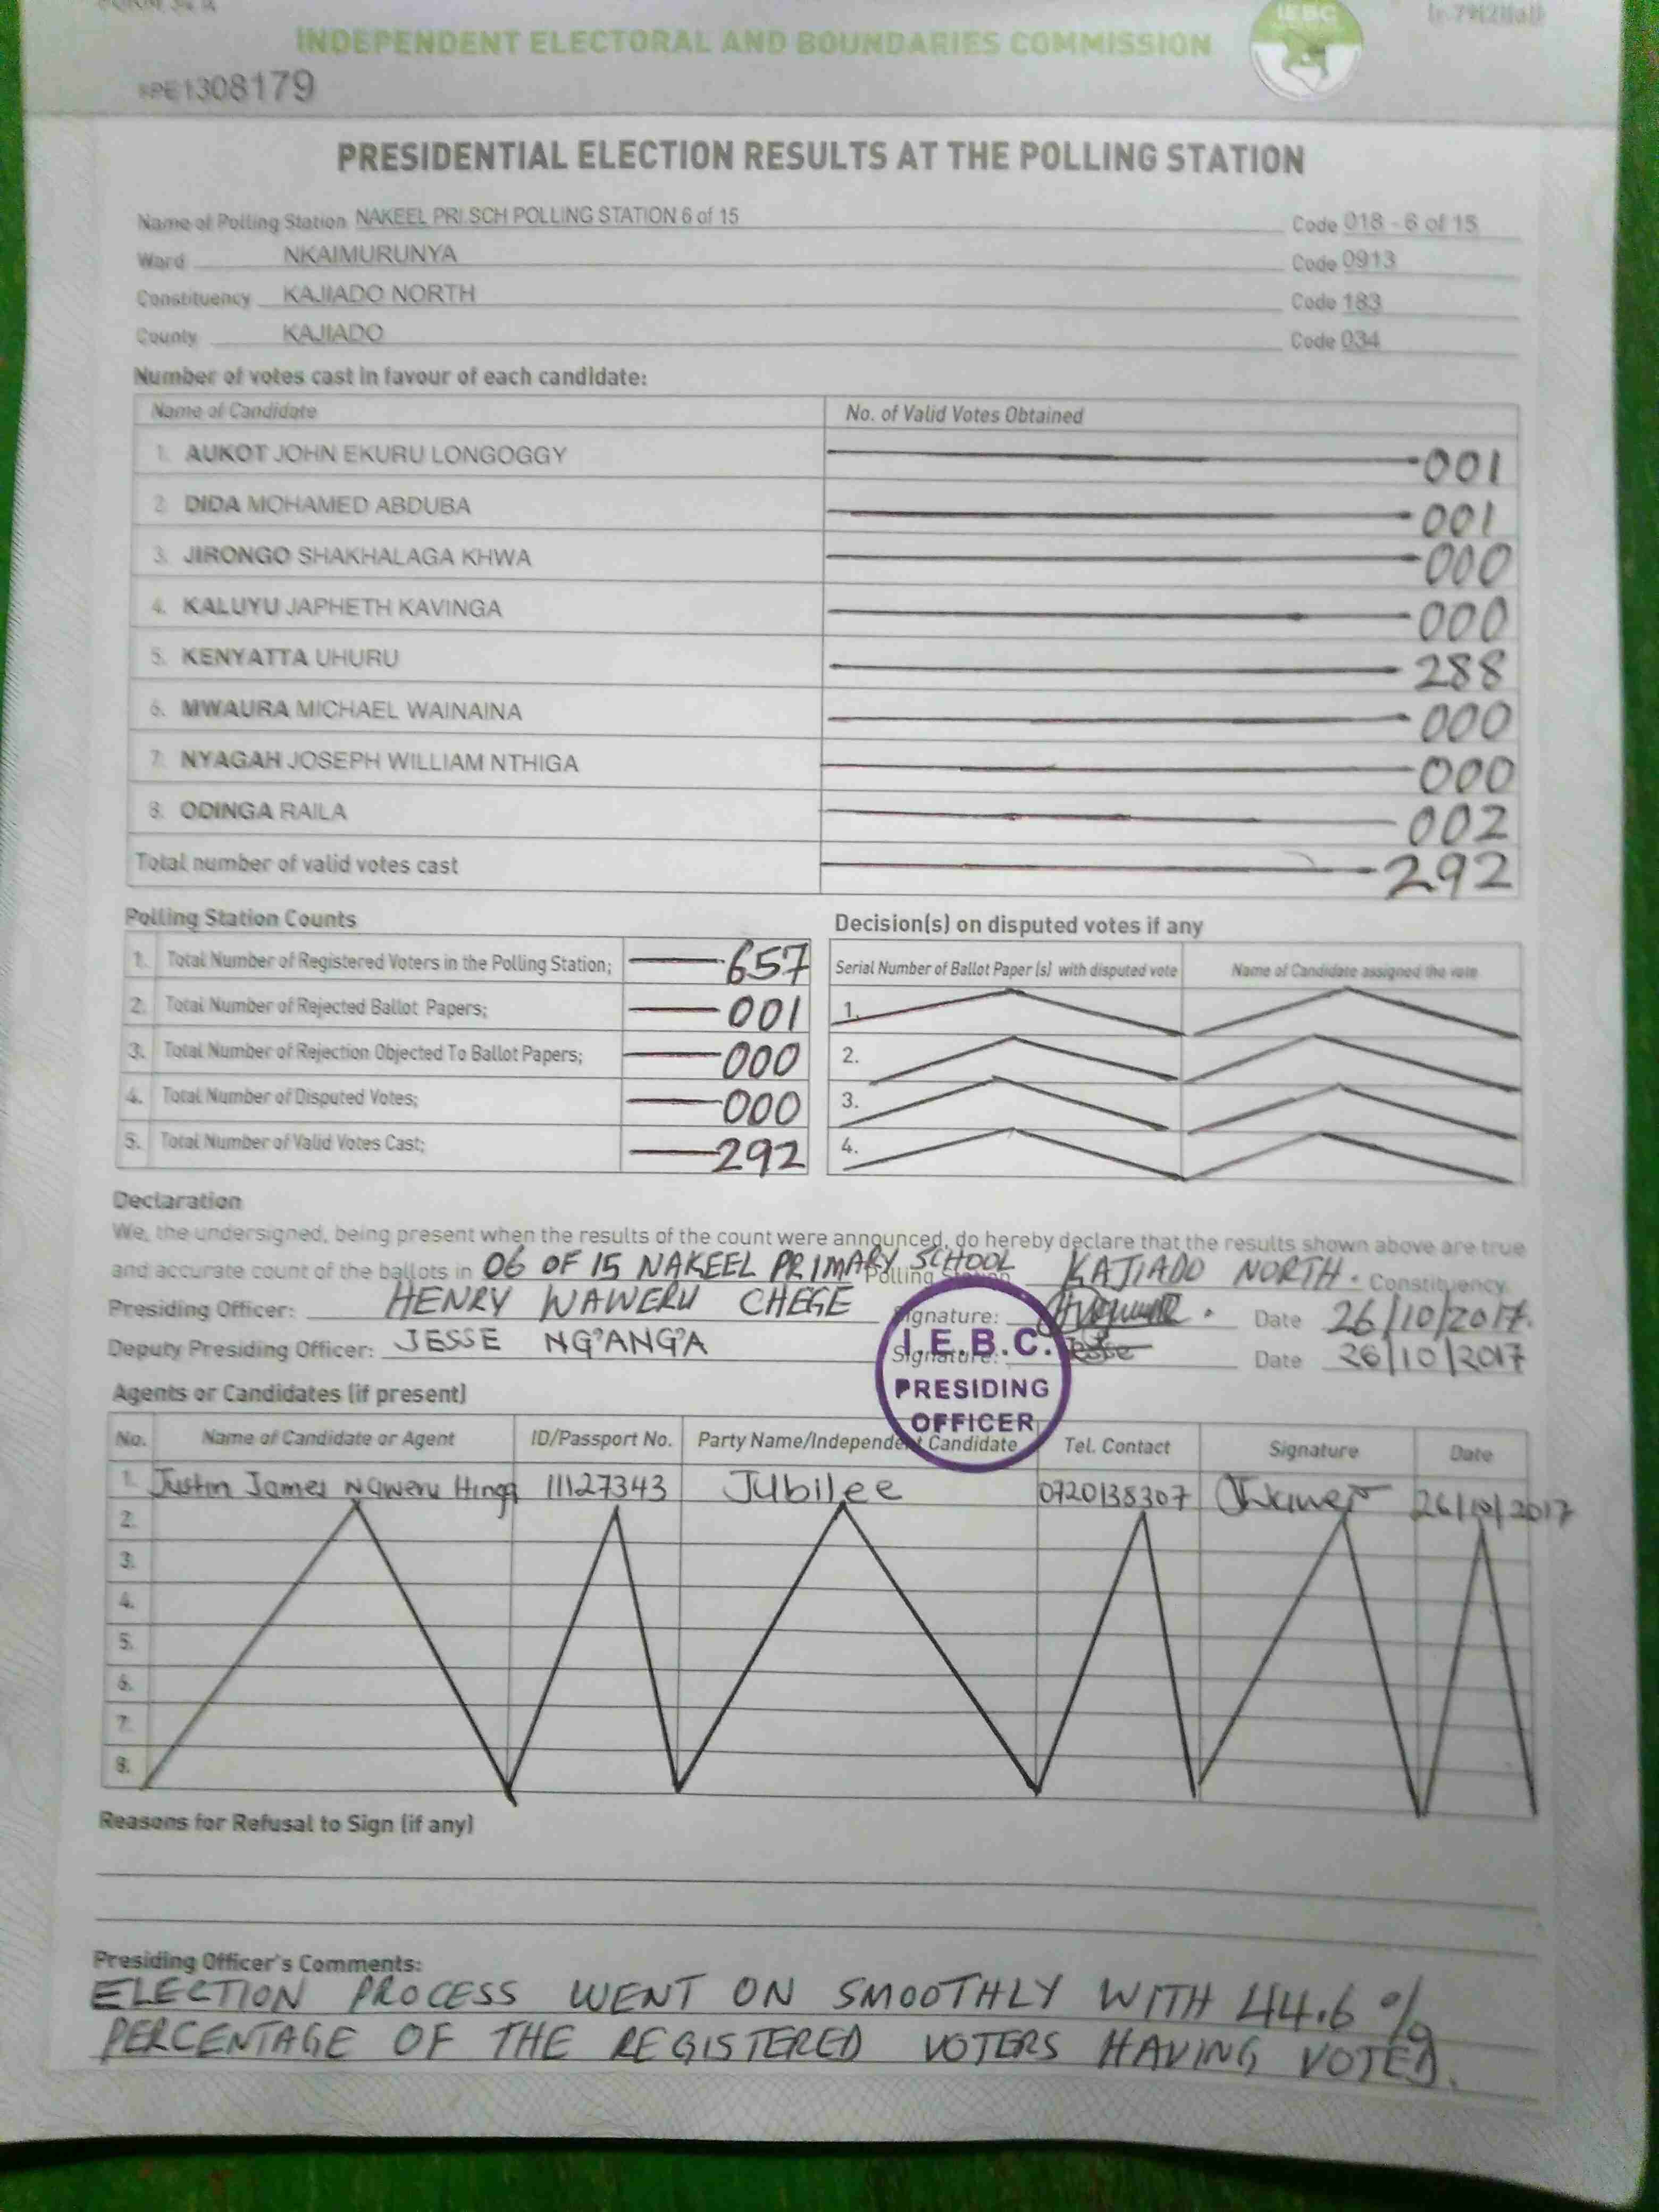 FORM 34 A
INDEPENDENT ELECTORAL AND BOUNDARIES COMMISSION
IEBC
PE1308179
PRESIDENTIAL ELECTION RESULTS AT THE POLLING STATION
Name of Polling Station NAKEEL PRI.SCH POLLING STATION 6 of 15 Code 018 - 6 of 15
Ward NKAIMURUNYA Code 0913
Constituency KAJIADO NORTH Code 183
County KAJIADO Code 034
Number of votes cast in favour of each candidate:
Name of Candidate No. of Valid Votes Obtained
1. AUKOT JOHN EKURU LONGOGGY 001
2. DIDA MOHAMED ABDUBA 001
3. JIRONGO SHAKHALAGA KHWA 000
4. KALUYU JAPHETH KAVINGA 000
5. KENYATTA UHURU 288
6. MWAURA MICHAEL WAINAINA 000
7. NYAGAH JOSEPH WILLIAM NTHIGA 000
8. ODINGA RAILA 002
Total number of valid votes cast 292
Polling Station Counts
1. Total Number of Registered Voters in the Polling Station; 657
2. Total Number of Rejected Ballot Papers; 001
3. Total Number of Rejection Objected To Ballot Papers; 000
4. Total Number of Disputed Votes; 000
5. Total Number of Valid Votes Cast; 292
Decision(s) on disputed votes if any
Serial Number of Ballot Paper (s) with disputed vote Name of Candidate assigned the vote
1.
2.
3.
4.
Declaration
We, the undersigned, being present when the results of the count were announced, do hereby declare that the results shown above are true
and accurate count of the ballots in 06 OF 15 NAKEEL PRIMARY SCHOOL Polling Station KAJIADO NORTH. Constituency
Presiding Officer: HENRY WAWERU CHEGE Signature: Date 26/10/2017.
Deputy Presiding Officer: JESSE NG'ANG'A Signature: Jesse Date 26/10/2017
I.E.B.C.
PRESIDING
OFFICER
Agents or Candidates (if present)
No. Name of Candidate or Agent ID/Passport No. Party Name/Independent Candidate Tel. Contact Signature Date
1. Justin James Waweru Hinga 11127343 Jubilee 0720138307 26/10/2017
2.
3.
4.
5.
6.
7.
8.
Reasons for Refusal to Sign (if any)
Presiding Officer's Comments:
ELECTION PROCESS WENT ON SMOOTHLY WITH 44.6 %
PERCENTAGE OF THE REGISTERED VOTERS HAVING VOTED.